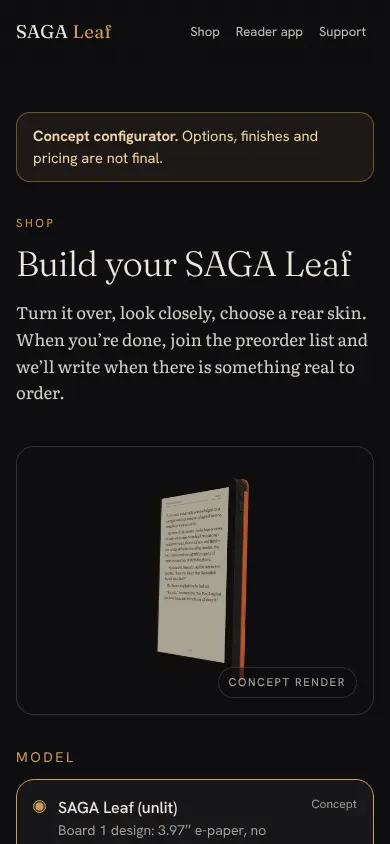 SAGA Leaf
Shop Reader app Support
Concept configurator. Options, finishes and
pricing are not final.
SHOP
Build your SAGA Leaf
Turn it over, look closely, choose a rear skin.
When you’re done, join the preorder list and
we’ll write when there is something real to
order.
CONCEPT RENDER
MODEL
SAGA Leaf (unlit)
Concept
Board 1 design: 3.97″ e-paper, no